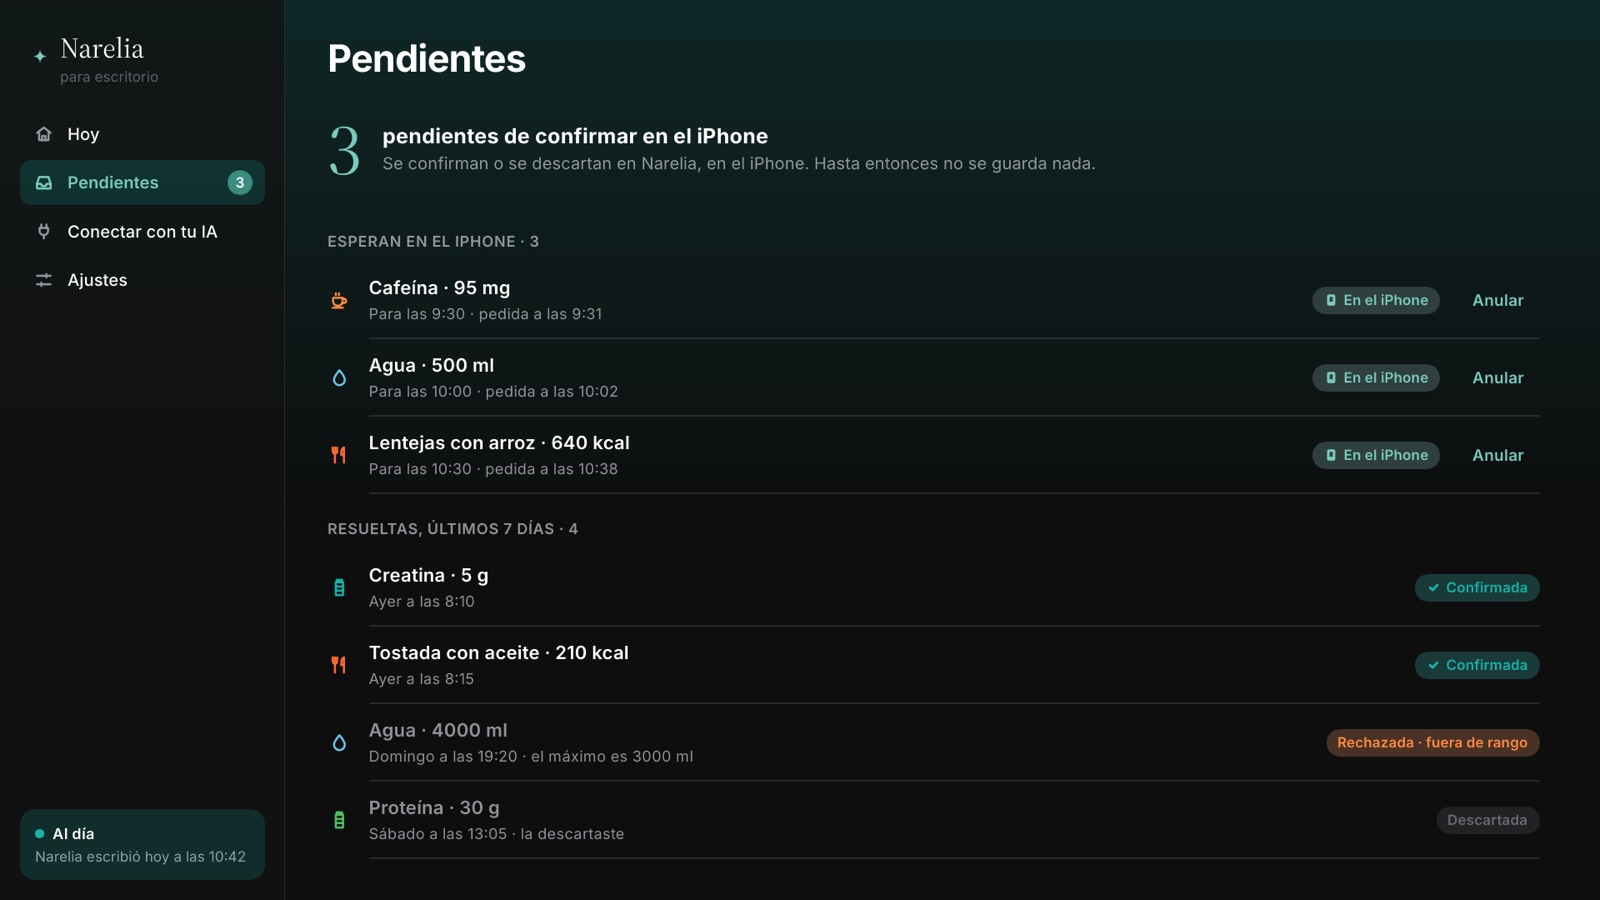 Narelia
para escritorio
Hoy
Pendientes 3
Conectar con tu IA
Ajustes
Al día
Narelia escribió hoy a las 10:42
Pendientes
3
pendientes de confirmar en el iPhone
Se confirman o se descartan en Narelia, en el iPhone. Hasta entonces no se guarda nada.
ESPERAN EN EL IPHONE · 3
Cafeína · 95 mg
Para las 9:30 · pedida a las 9:31
En el iPhone Anular
Agua · 500 ml
Para las 10:00 · pedida a las 10:02
En el iPhone Anular
Lentejas con arroz · 640 kcal
Para las 10:30 · pedida a las 10:38
En el iPhone Anular
RESUELTAS, ÚLTIMOS 7 DÍAS · 4
Creatina · 5 g
Ayer a las 8:10
Confirmada
Tostada con aceite · 210 kcal
Ayer a las 8:15
Confirmada
Agua · 4000 ml
Domingo a las 19:20 · el máximo es 3000 ml
Rechazada · fuera de rango
Proteína · 30 g
Sábado a las 13:05 · la descartaste
Descartada